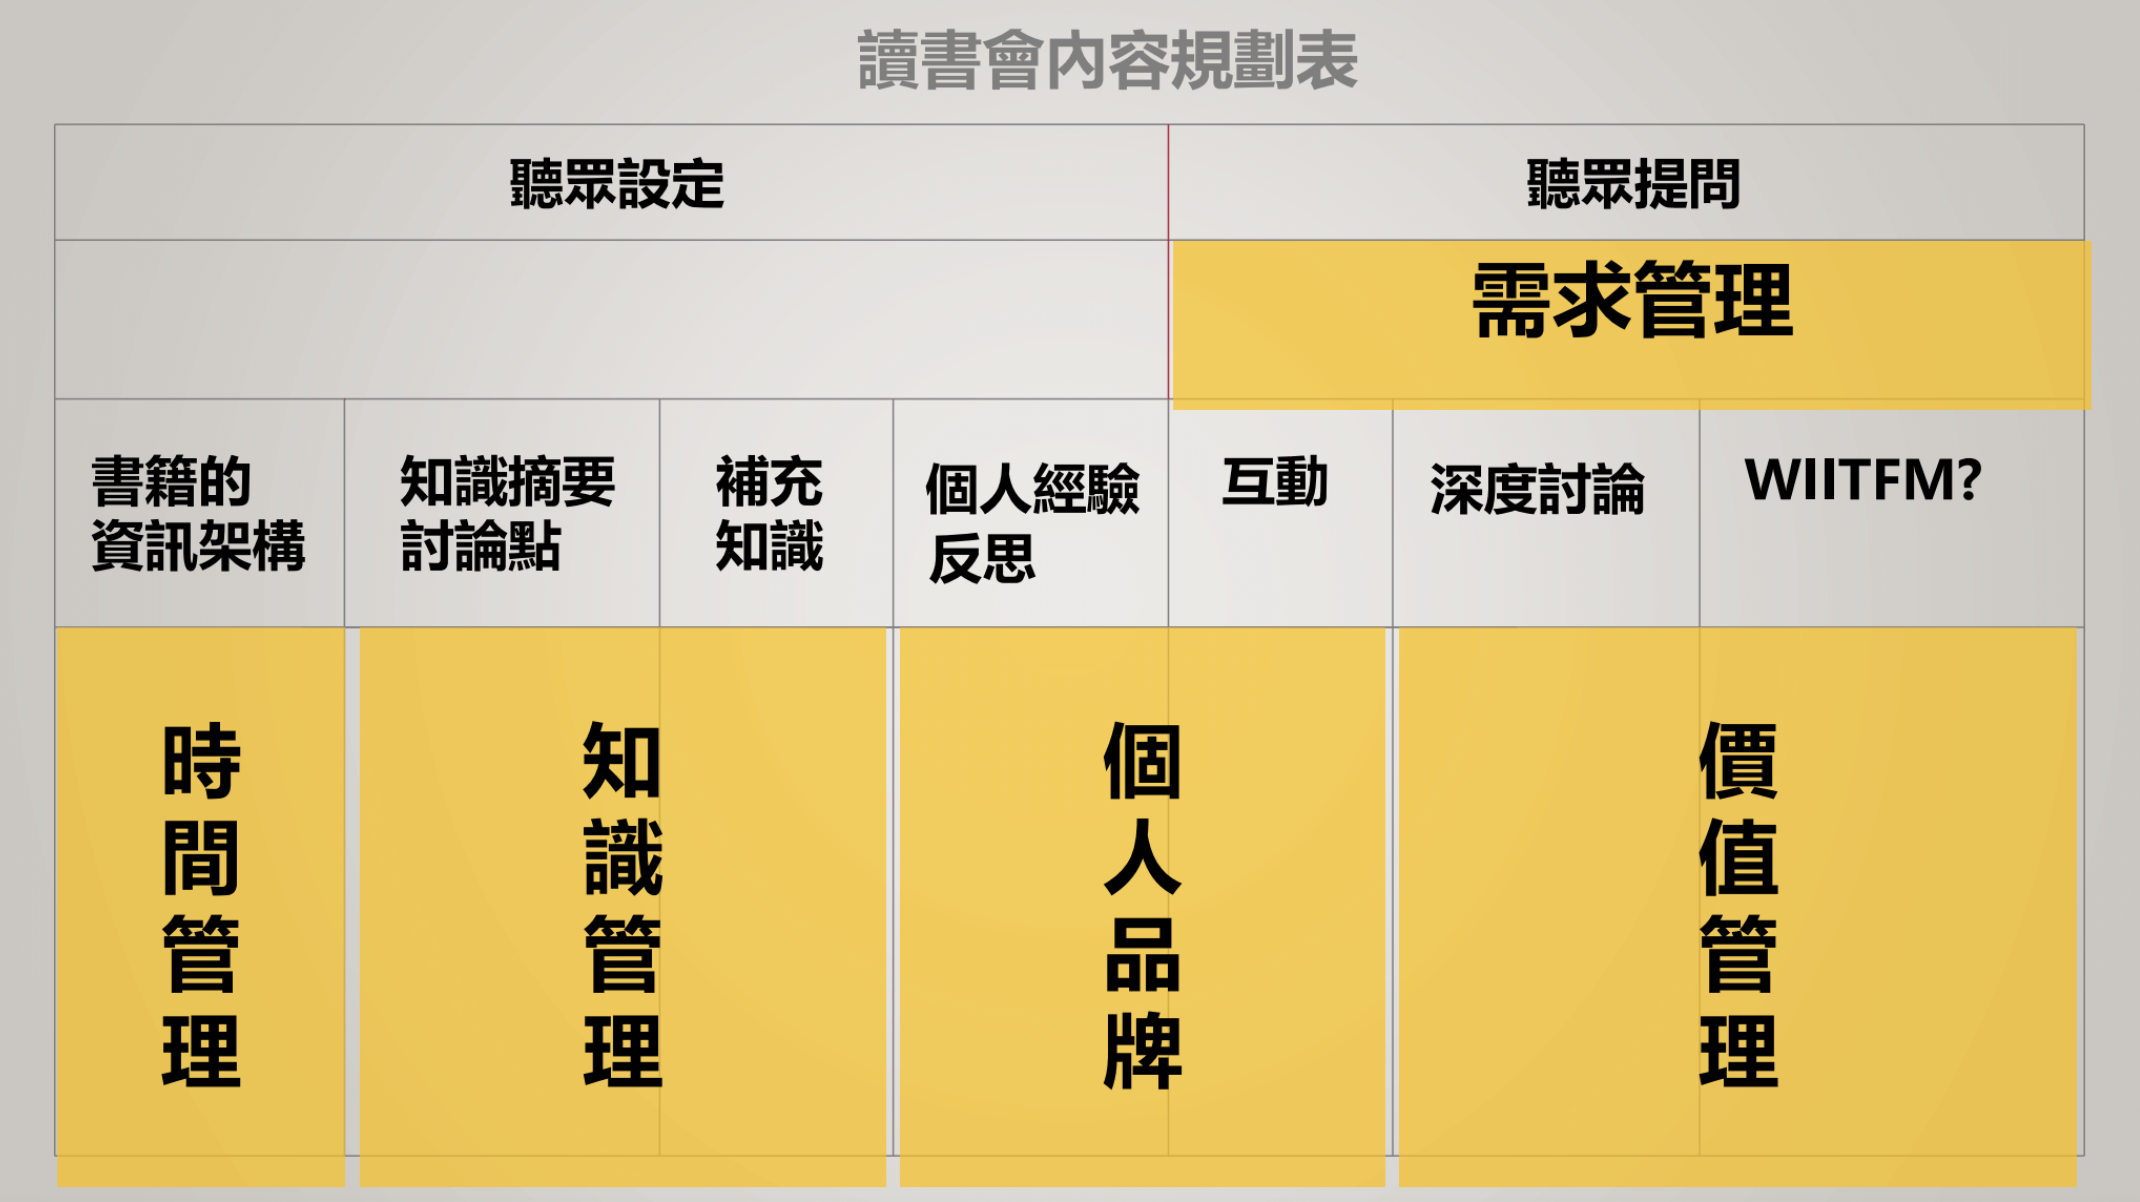 讀書會內容規劃表
聽眾設定
聽眾提問
需求管理
書籍的
資訊架構
知識摘要
討論點
補充
知識
個人經驗
反思
互動
深度討論
WIITFM?
時間管理
知識管理
個人品牌
價值管理